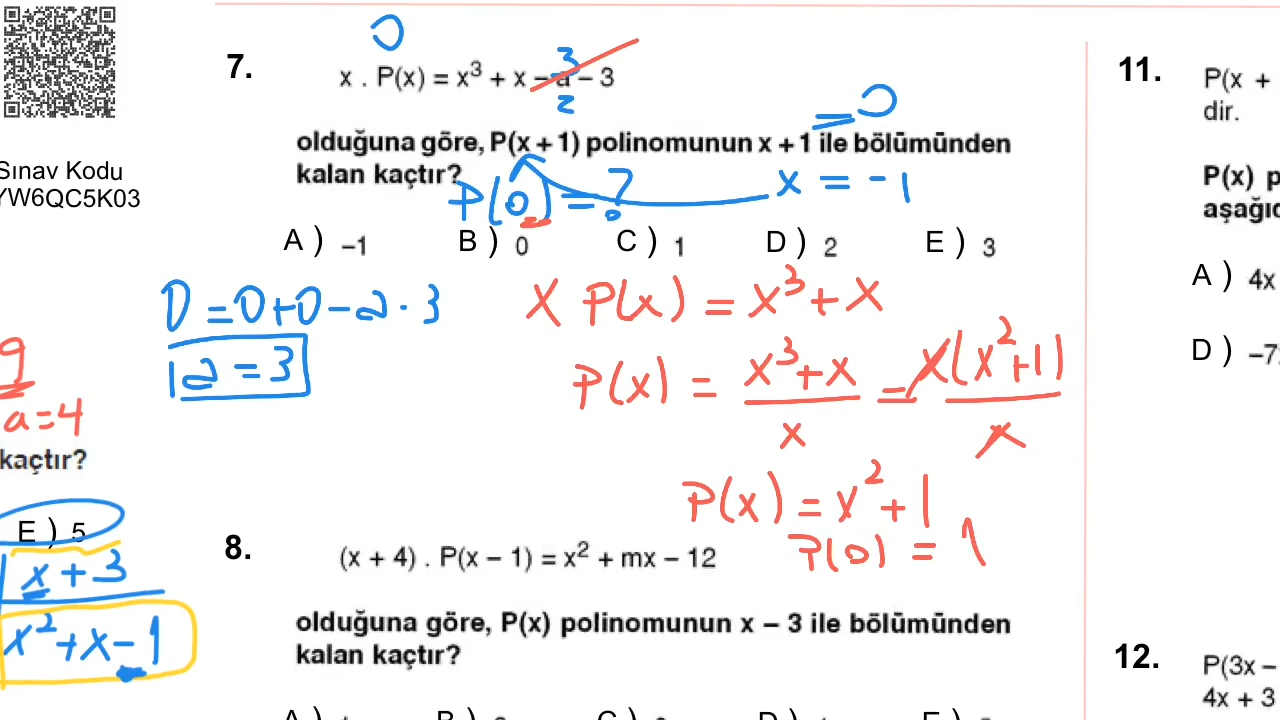 Sınav Kodu
YW6QC5K03
9
a=4
kaçtır?
E ) 5
x + 3
x² + x - 1
0
7.
x . P(x) = x³ + x – a – 3
3
2
= 0
olduğuna göre, P(x + 1) polinomunun x + 1 ile bölümünden
kalan kaçtır?
P(0) = ?
x = -1
A ) –1 B ) 0 C ) 1 D ) 2 E ) 3
0 = 0+0-a-3
a = 3
x P(x) = x³ + x
P(x) = x³+x / x = x(x²+1) / x
P(x) = x² + 1
P(0) = 1
8.
(x + 4) . P(x – 1) = x² + mx – 12
olduğuna göre, P(x) polinomunun x – 3 ile bölümünden
kalan kaçtır?
11.
P(x +
dir.
P(x) p
aşağıd
A ) 4x
D ) –7
12.
P(3x –
4x + 3